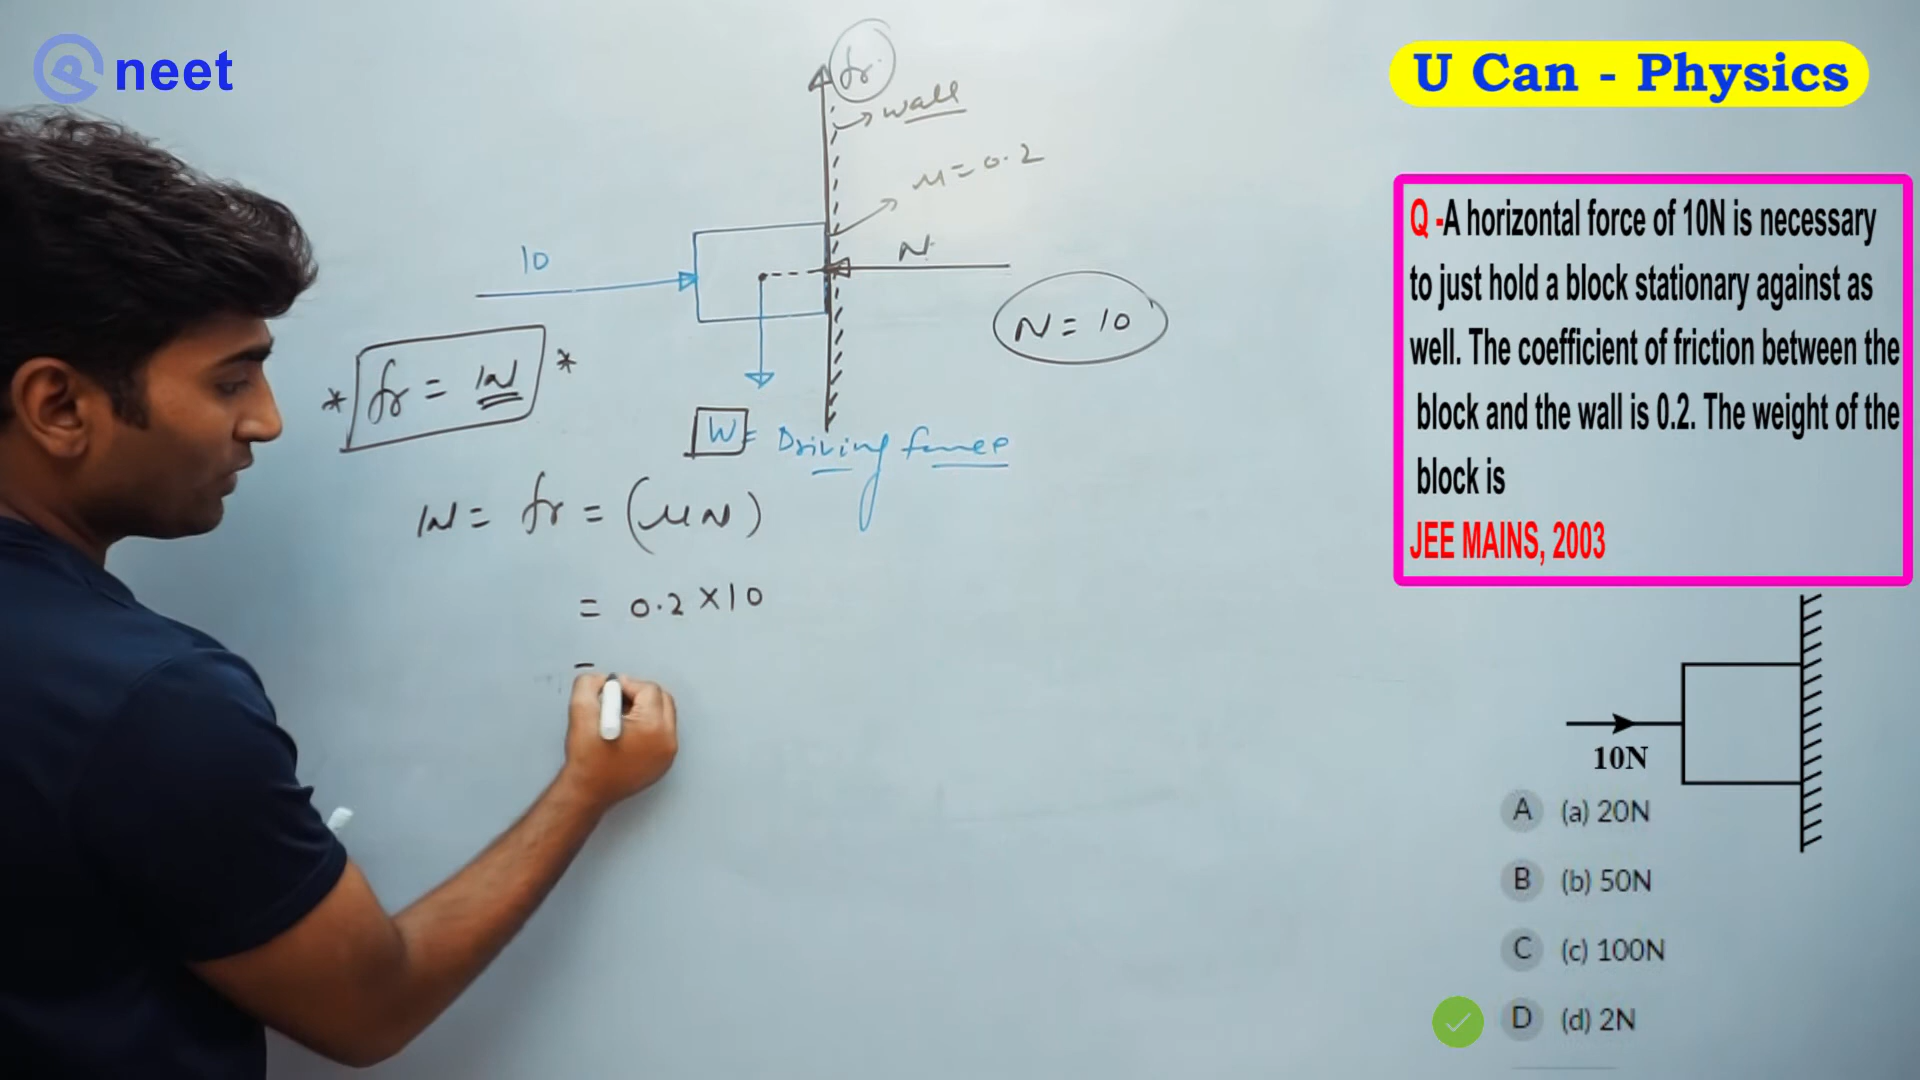 neet
U Can - Physics
fr
wall
μ = 0.2
10
N
N = 10
* fr = W *
W = Driving force
W = fr = (μN)
= 0.2 × 10
Q -A horizontal force of 10N is necessary
to just hold a block stationary against as
well. The coefficient of friction between the
block and the wall is 0.2. The weight of the
block is
JEE MAINS, 2003
10N
A (a) 20N
B (b) 50N
C (c) 100N
D (d) 2N